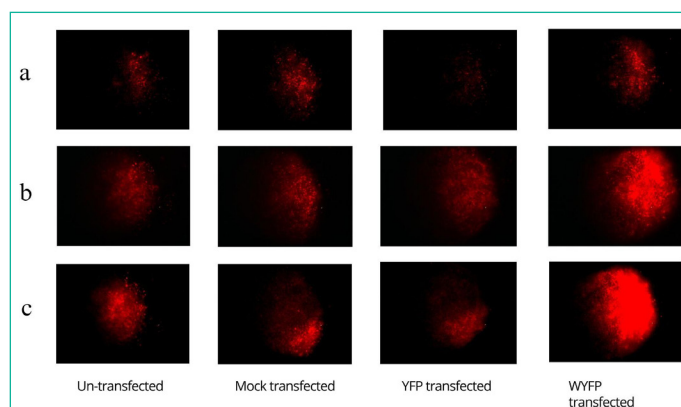 a
b
c
Un-transfected
Mock transfected
YFP transfected
WYFP
transfected